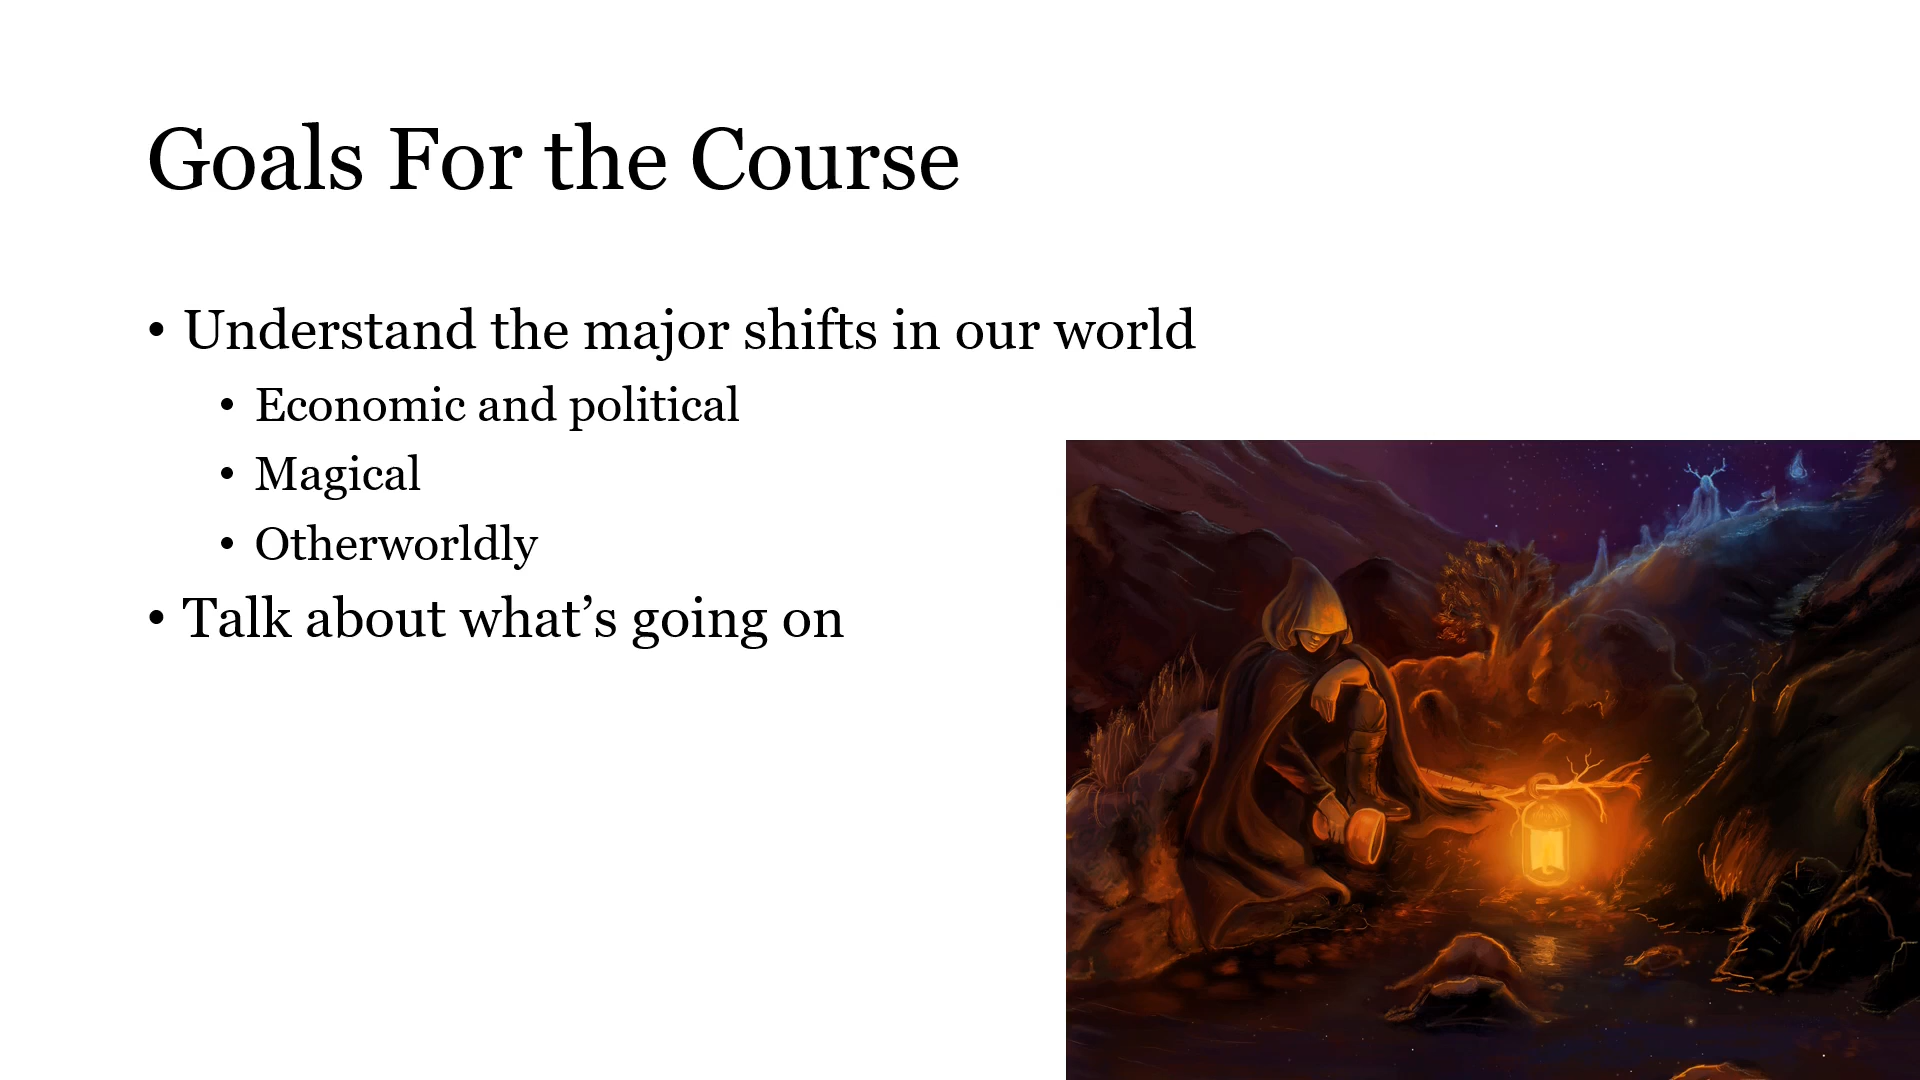 Goals For the Course
• Understand the major shifts in our world
• Economic and political
• Magical
• Otherworldly
• Talk about what’s going on